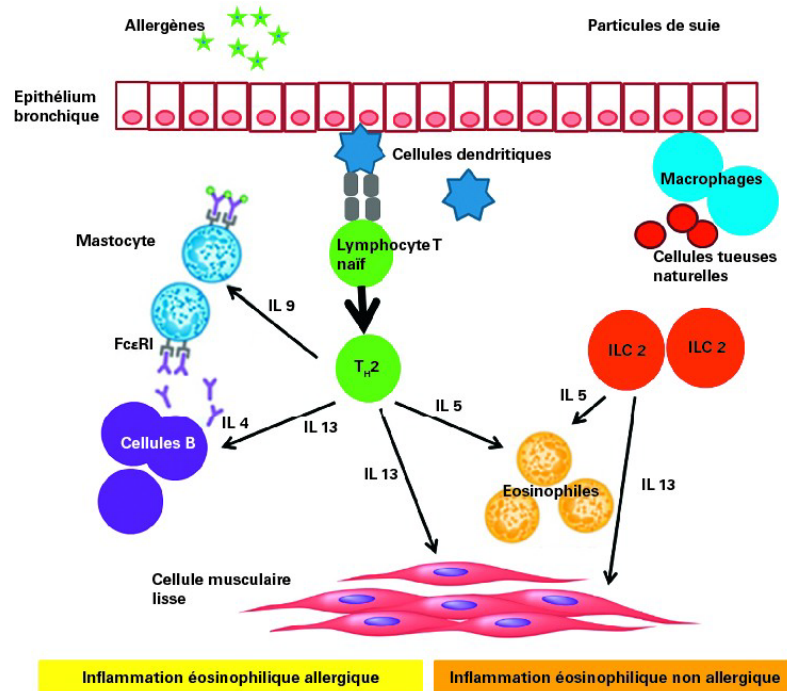 Allergènes
Particules de suie
Epithélium
bronchique
Cellules dendritiques
Macrophages
Mastocyte
Lymphocyte T
naïf
Cellules tueuses
naturelles
IL 9
FcεRI
ILC 2
ILC 2
TH2
IL 5
IL 5
IL 4
IL 13
Cellules B
IL 13
Eosinophiles
IL 13
Cellule musculaire
lisse
Inflammation éosinophilique allergique
Inflammation éosinophilique non allergique